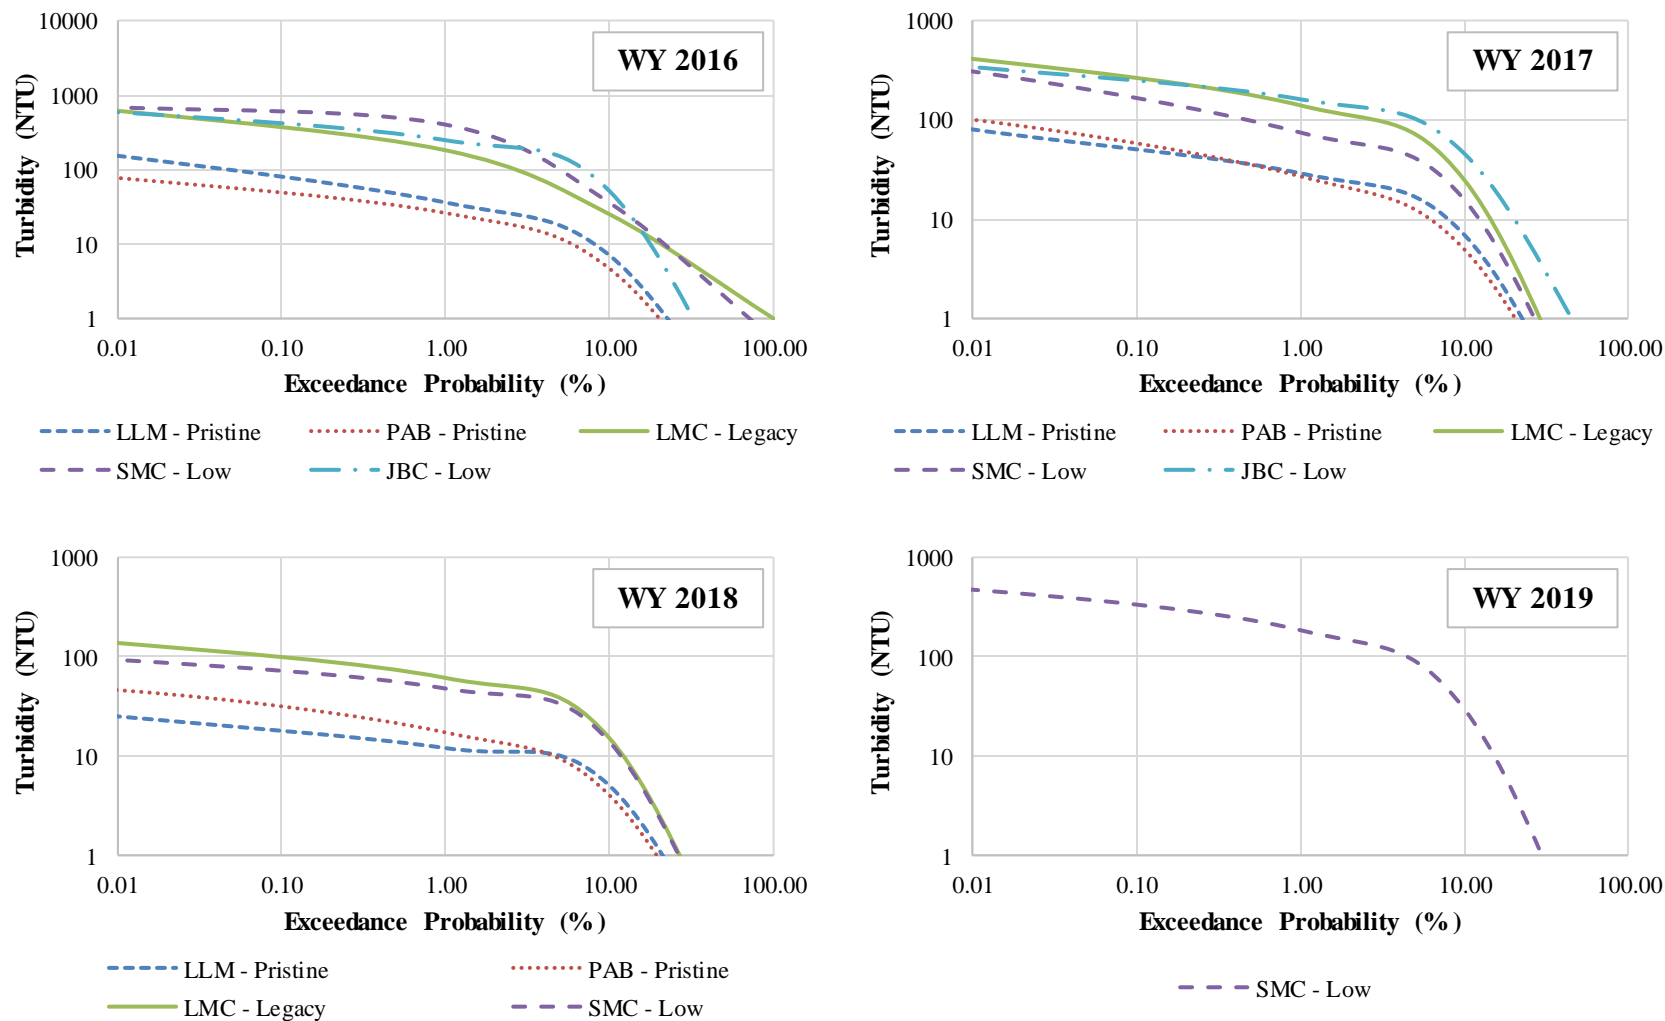 WY 2016
Turbidity (NTU)
10000
1000
100
10
1
0.01 0.10 1.00 10.00 100.00
Exceedance Probability (%)
LLM - Pristine PAB - Pristine LMC - Legacy
SMC - Low JBC - Low
WY 2017
Turbidity (NTU)
1000
100
10
1
0.01 0.10 1.00 10.00 100.00
Exceedance Probability (%)
LLM - Pristine PAB - Pristine LMC - Legacy
SMC - Low JBC - Low
WY 2018
Turbidity (NTU)
1000
100
10
1
0.01 0.10 1.00 10.00 100.00
Exceedance Probability (%)
LLM - Pristine PAB - Pristine
LMC - Legacy SMC - Low
WY 2019
Turbidity (NTU)
1000
100
10
1
0.01 0.10 1.00 10.00 100.00
Exceedance Probability (%)
SMC - Low